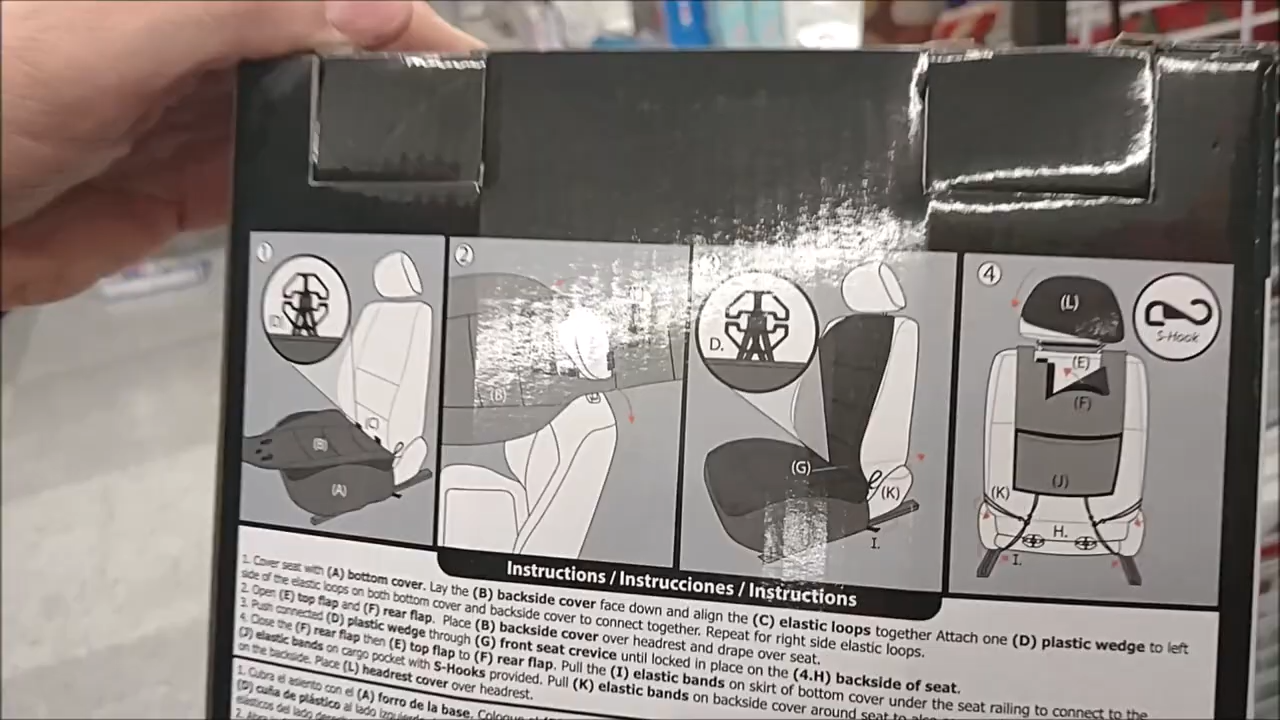 1
(D)
(C)
(B)
(A)
2
(B)
D.
(G)
(K)
I.
4
(L)
S-Hook
(E)
(F)
(J)
(K)
H.
I.
Instructions / Instrucciones / Instructions
1. Cover seat with (A) bottom cover. Lay the (B) backside cover face down and align the (C) elastic loops together Attach one (D) plastic wedge to left
side of the elastic loops on both bottom cover and backside cover to connect together. Repeat for right side elastic loops.
2. Open (E) top flap and (F) rear flap. Place (B) backside cover over headrest and drape over seat.
3. Push connected (D) plastic wedge through (G) front seat crevice until locked in place on the (4.H) backside of seat.
4. Close the (F) rear flap then (E) top flap to (F) rear flap. Pull the (I) elastic bands on skirt of bottom cover under the seat railing to connect to the
(J) elastic bands on cargo pocket with S-Hooks provided. Pull (K) elastic bands on backside cover around seat to also
on the backside. Place (L) headrest cover over headrest.
1. Cubra el asiento con el (A) forro de la base.
(D) cuña de plástico al lado